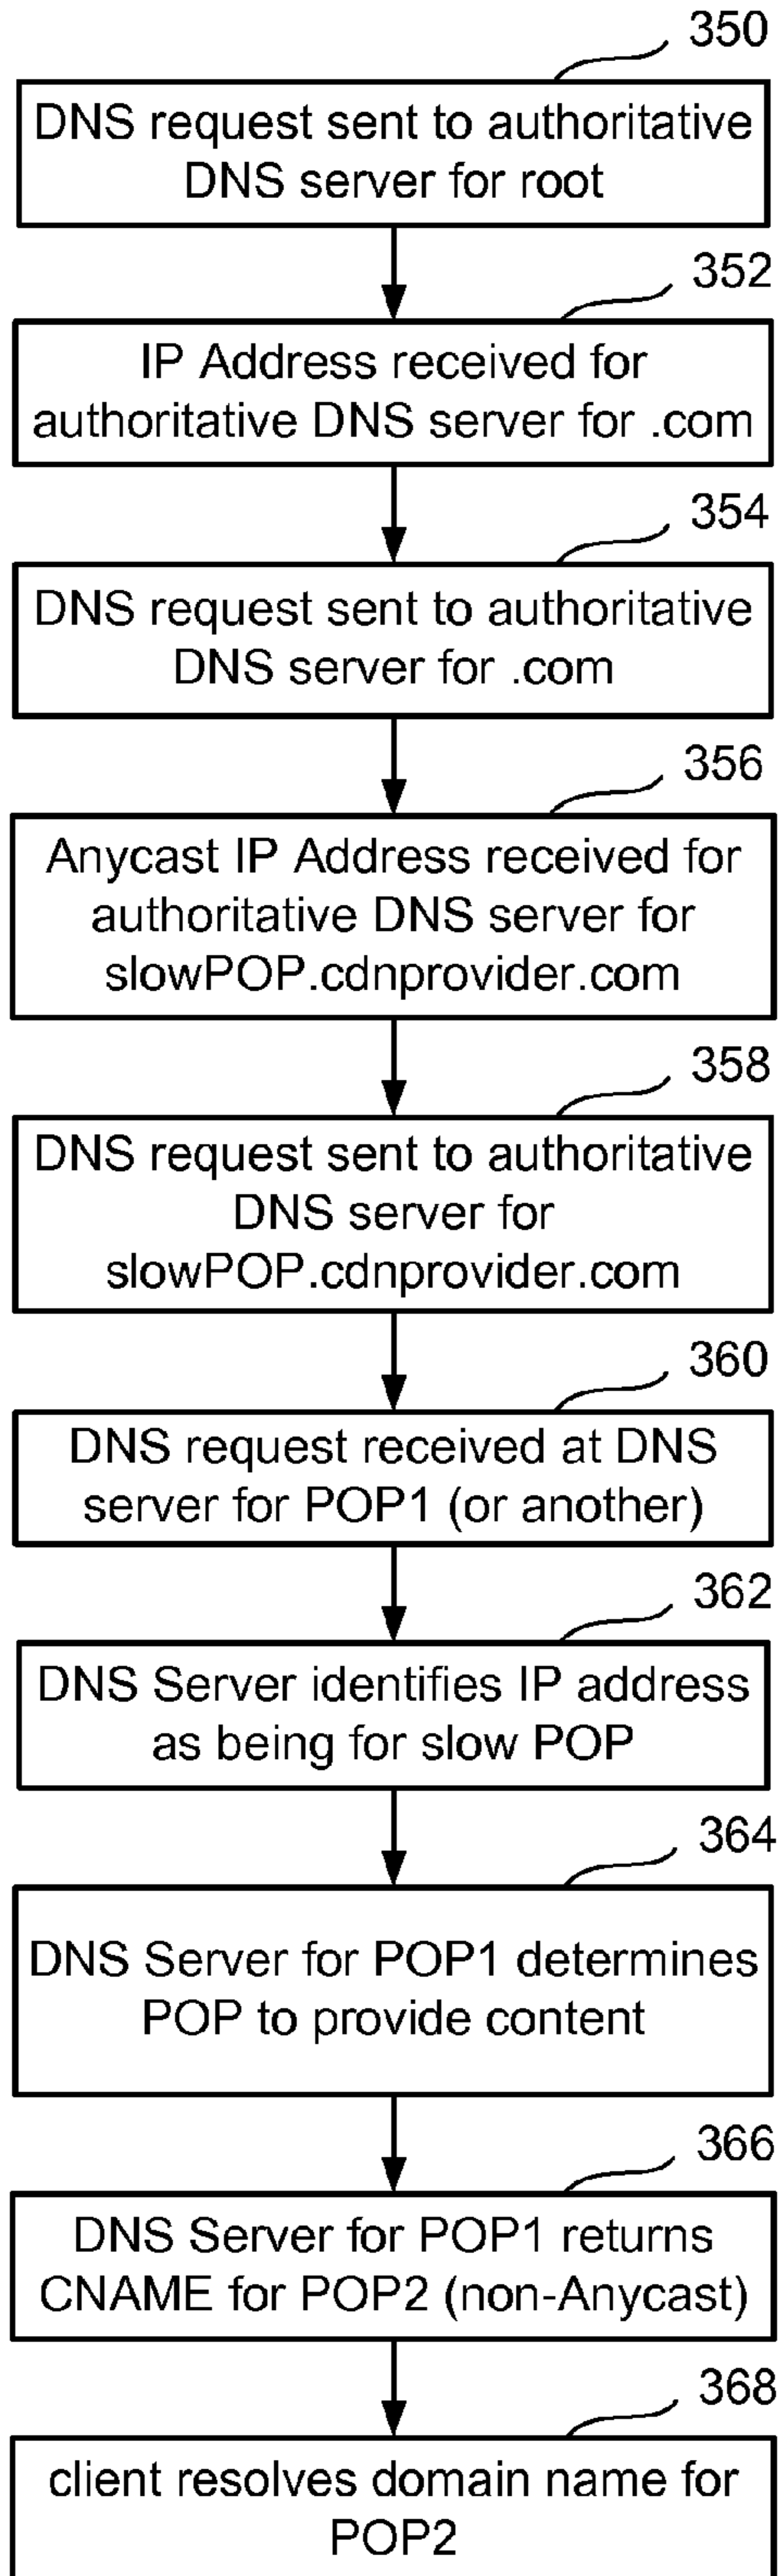 350
DNS request sent to authoritative
DNS server for root
352
IP Address received for
authoritative DNS server for .com
354
DNS request sent to authoritative
DNS server for .com
356
Anycast IP Address received for
authoritative DNS server for
slowPOP.cdnprovider.com
358
DNS request sent to authoritative
DNS server for
slowPOP.cdnprovider.com
360
DNS request received at DNS
server for POP1 (or another)
362
DNS Server identifies IP address
as being for slow POP
364
DNS Server for POP1 determines
POP to provide content
366
DNS Server for POP1 returns
CNAME for POP2 (non-Anycast)
368
client resolves domain name for
POP2